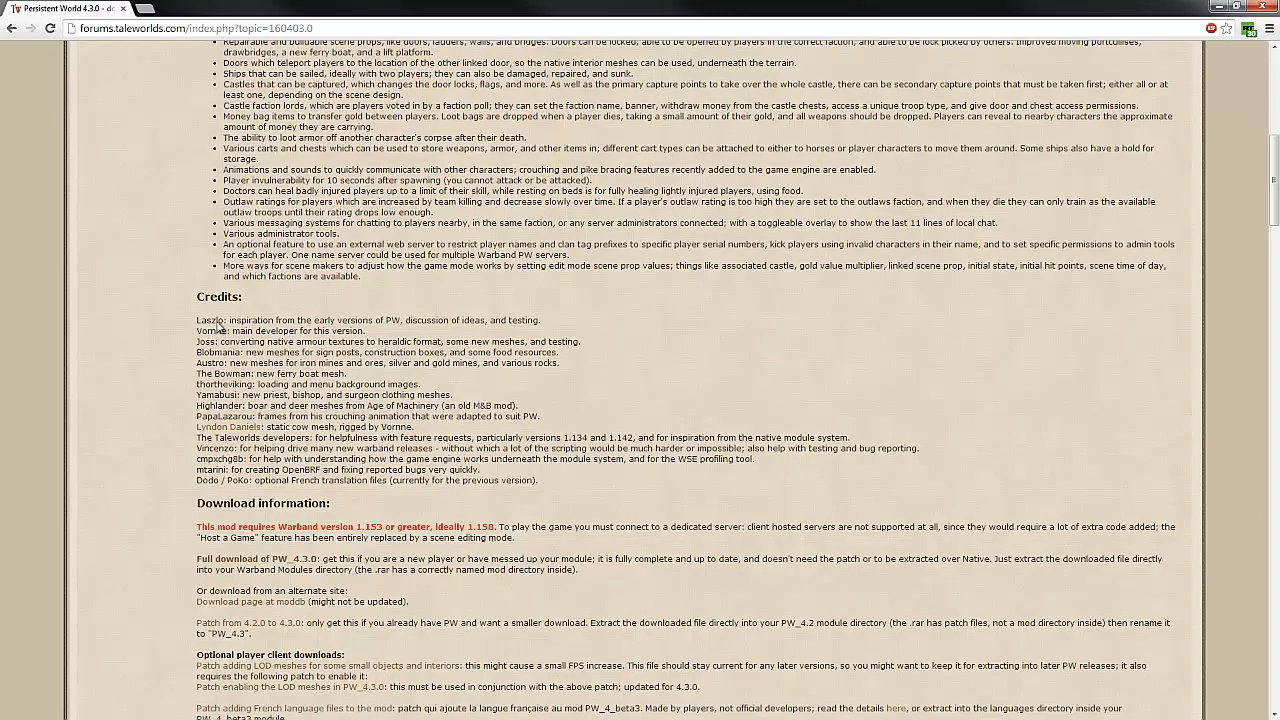 Persistent World 4.3.0 - do
forums.taleworlds.com/index.php?topic=160403.0
Repairable and buildable scene props, like doors, ladders, walls, and bridges. Doors can be locked, able to be opened by players in the correct faction, and able to be lock picked by others. Improved moving portcullises,
drawbridges, a new ferry boat, and a lift platform.
Doors which teleport players to the location of the other linked door, so the native interior meshes can be used, underneath the terrain.
Ships that can be sailed, ideally with two players; they can also be damaged, repaired, and sunk.
Castles that can be captured, which changes the door locks, flags, and more. As well as the primary capture points to take over the whole castle, there can be secondary capture points that must be taken first; either all or at
least one, depending on the scene design.
Castle faction lords, which are players voted in by a faction poll; they can set the faction name, banner, withdraw money from the castle chests, access a unique troop type, and give door and chest access permissions.
Money bag items to transfer gold between players. Loot bags are dropped when a player dies, taking a small amount of their gold, and all weapons should be dropped. Players can reveal to nearby characters the approximate
amount of money they are carrying.
The ability to loot armor off another character's corpse after their death.
Various carts and chests which can be used to store weapons, armor, and other items in; different cart types can be attached to either to horses or player characters to move them around. Some ships also have a hold for
storage.
Animations and sounds to quickly communicate with other characters; crouching and pike bracing features recently added to the game engine are enabled.
Player invulnerability for 10 seconds after spawning (you cannot attack or be attacked).
Doctors can heal badly injured players up to a limit of their skill, while resting on beds is for fully healing lightly injured players, using food.
Outlaw ratings for players which are increased by team killing and decrease slowly over time. If a player's outlaw rating is too high they are set to the outlaws faction, and when they die they can only train as the available
outlaw troops until their rating drops low enough.
Various messaging systems for chatting to players nearby, in the same faction, or any server administrators connected; with a toggleable overlay to show the last 11 lines of local chat.
Various administrator tools.
An optional feature to use an external web server to restrict player names and clan tag prefixes to specific player serial numbers, kick players using invalid characters in their name, and to set specific permissions to admin tools
for each player. One name server could be used for multiple Warband PW servers.
More ways for scene makers to adjust how the game mode works by setting edit mode scene prop values; things like associated castle, gold value multiplier, linked scene prop, initial state, initial hit points, scene time of day,
and which factions are available.
Credits:
Laszlo: inspiration from the early versions of PW, discussion of ideas, and testing.
Vornne: main developer for this version.
Joss: converting native armour textures to heraldic format, some new meshes, and testing.
Blobmania: new meshes for sign posts, construction boxes, and some food resources.
Austro: new meshes for iron mines and ores, silver and gold mines, and various rocks.
The Bowman: new ferry boat mesh.
thortheviking: loading and menu background images.
Yamabusi: new priest, bishop, and surgeon clothing meshes.
Highlander: boar and deer meshes from Age of Machinery (an old M&B mod).
PapaLazarou: frames from his crouching animation that were adapted to suit PW.
Lyndon Daniels: static cow mesh, rigged by Vornne.
The Taleworlds developers: for helpfulness with feature requests, particularly versions 1.134 and 1.142, and for inspiration from the native module system.
Vincenzo: for helping drive many new warband releases - without which a lot of the scripting would be much harder or impossible; also help with testing and bug reporting.
cmpxchg8b: for help with understanding how the game engine works underneath the module system, and for the WSE profiling tool.
mtarini: for creating OpenBRF and fixing reported bugs very quickly.
Dodo / PoKo: optional French translation files (currently for the previous version).
Download information:
This mod requires Warband version 1.153 or greater, ideally 1.158. To play the game you must connect to a dedicated server: client hosted servers are not supported at all, since they would require a lot of extra code added; the
"Host a Game" feature has been entirely replaced by a scene editing mode.
Full download of PW_4.3.0: get this if you are a new player or have messed up your module; it is fully complete and up to date, and doesn't need the patch or to be extracted over Native. Just extract the downloaded file directly
into your Warband Modules directory (the .rar has a correctly named mod directory inside).
Or download from an alternate site:
Download page at moddb (might not be updated).
Patch from 4.2.0 to 4.3.0: only get this if you already have PW and want a smaller download. Extract the downloaded file directly into your PW_4.2 module directory (the .rar has patch files, not a mod directory inside) then rename it
to "PW_4.3".
Optional player client downloads:
Patch adding LOD meshes for some small objects and interiors: this might cause a small FPS increase. This file should stay current for any later versions, so you might want to keep it for extracting into later PW releases; it also
requires the following patch to enable it:
Patch enabling the LOD meshes in PW_4.3.0: this must be used in conjunction with the above patch; updated for 4.3.0.
Patch adding French language files to the mod: patch qui ajoute la langue française au mod PW_4_beta3. Made by players, not official developers; read the details here, or extract into the languages directory inside your
PW_4_beta3 module.